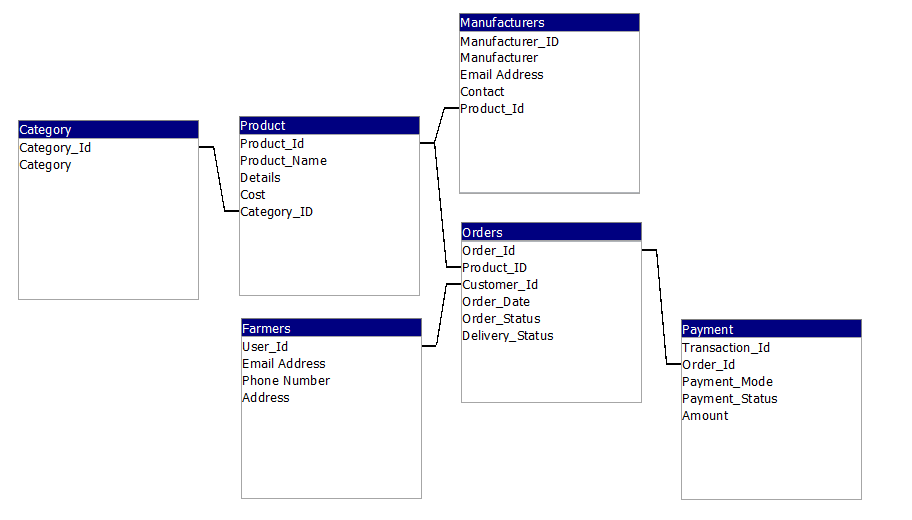 Manufacturers
Manufacturer_ID
Manufacturer
Email Address
Contact
Product_Id
Category
Category_Id
Category
Product
Product_Id
Product_Name
Details
Cost
Category_ID
Orders
Order_Id
Product_ID
Customer_Id
Order_Date
Order_Status
Delivery_Status
Farmers
User_Id
Email Address
Phone Number
Address
Payment
Transaction_Id
Order_Id
Payment_Mode
Payment_Status
Amount